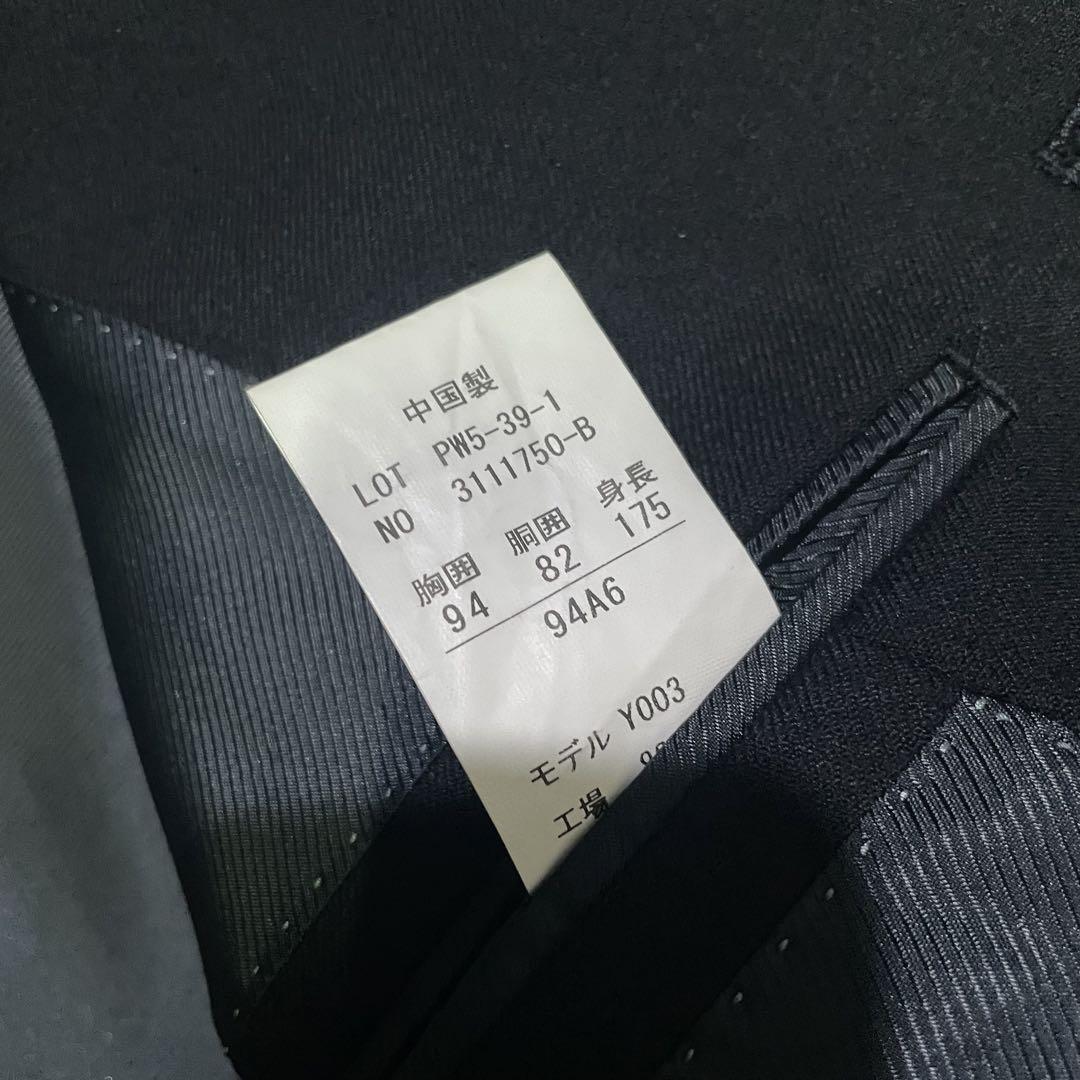 中国製
LOT PW5-39-1
NO 3111750-B
胸囲 胴囲 身長
94 82 175
94A6
モデル Y003
工場